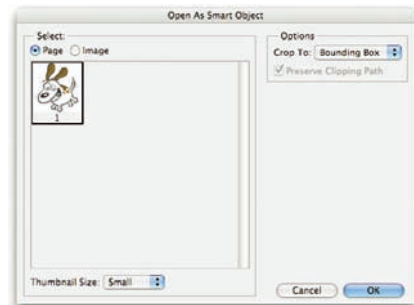 Open As Smart Object
Select:
Page Image
1
Thumbnail Size: Small
Options
Crop To: Bounding Box
Preserve Clipping Path
Cancel OK